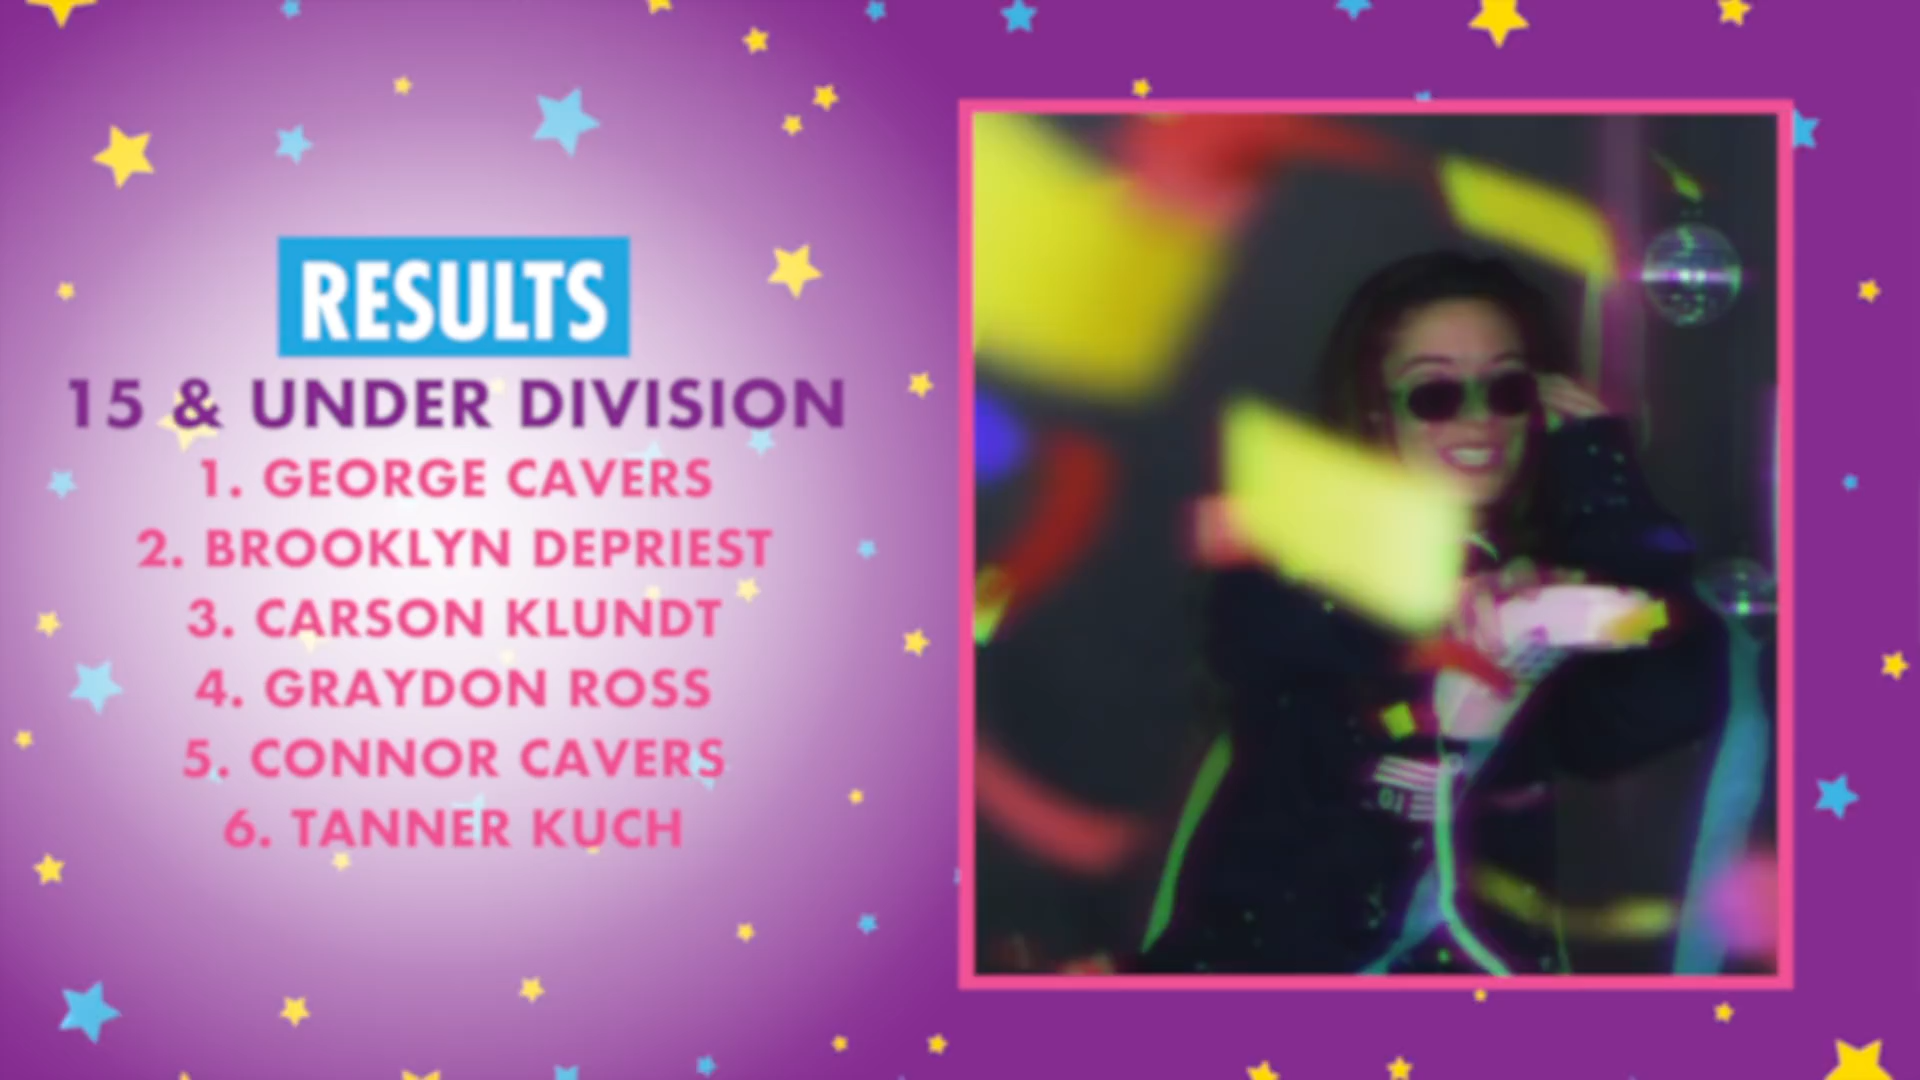 RESULTS
15 & UNDER DIVISION
1. GEORGE CAVERS
2. BROOKLYN DEPRIEST
3. CARSON KLUNDT
4. GRAYDON ROSS
5. CONNOR CAVERS
6. TANNER KUCH
01